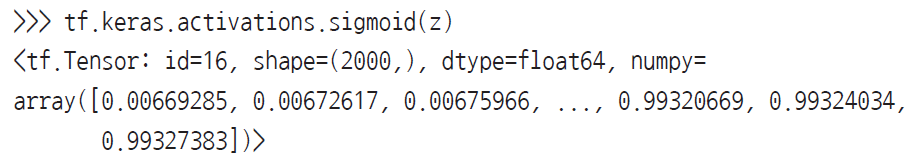 >>> tf.keras.activations.sigmoid(z)
<tf.Tensor: id=16, shape=(2000,), dtype=float64, numpy=
array([0.00669285, 0.00672617, 0.00675966, ..., 0.99320669, 0.99324034,
0.99327383])>